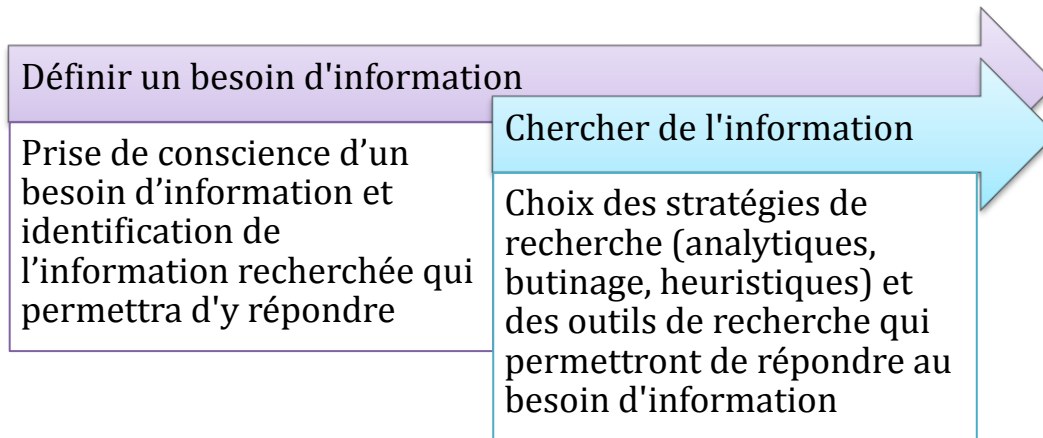 Définir un besoin d'information
Prise de conscience d’un
besoin d’information et
identification de
l’information recherchée qui
permettra d'y répondre
Chercher de l'information
Choix des stratégies de
recherche (analytiques,
butinage, heuristiques) et
des outils de recherche qui
permettront de répondre au
besoin d'information